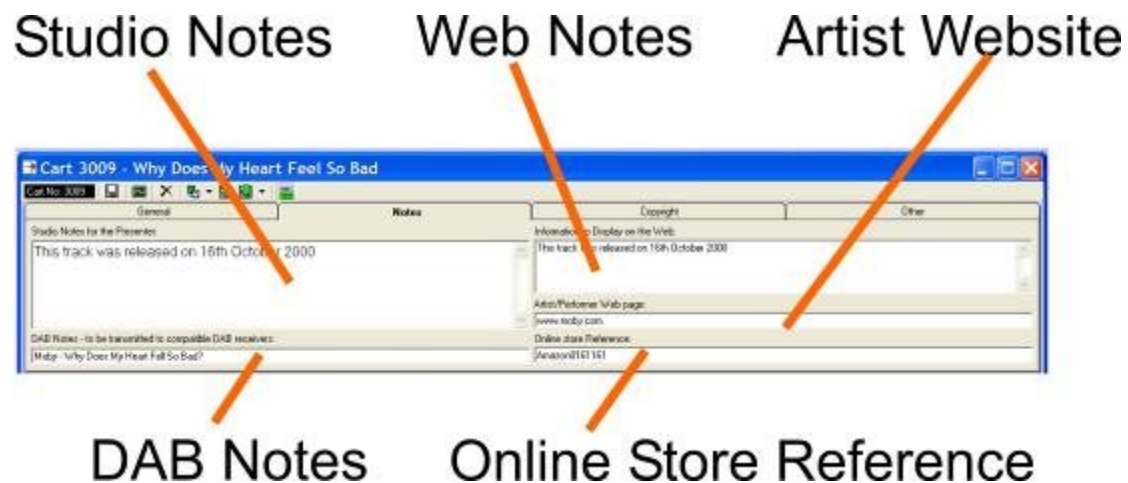 Studio Notes Web Notes Artist Website
Cart 3009 - Why Does My Heart Feel So Bad
Cart No: 3009
General Notes Copyright Other
Studio Notes for the Presenter: Information to Display on the Web:
This track was released on 16th October 2000 This track was released on 16th October 2000
Artist/Performer Web page:
www.moby.com
DAB Notes - to be transmitted to compatible DAB receivers: Online store Reference:
Moby - Why Does My Heart Fall So Bad? Amazon8161161
DAB Notes Online Store Reference